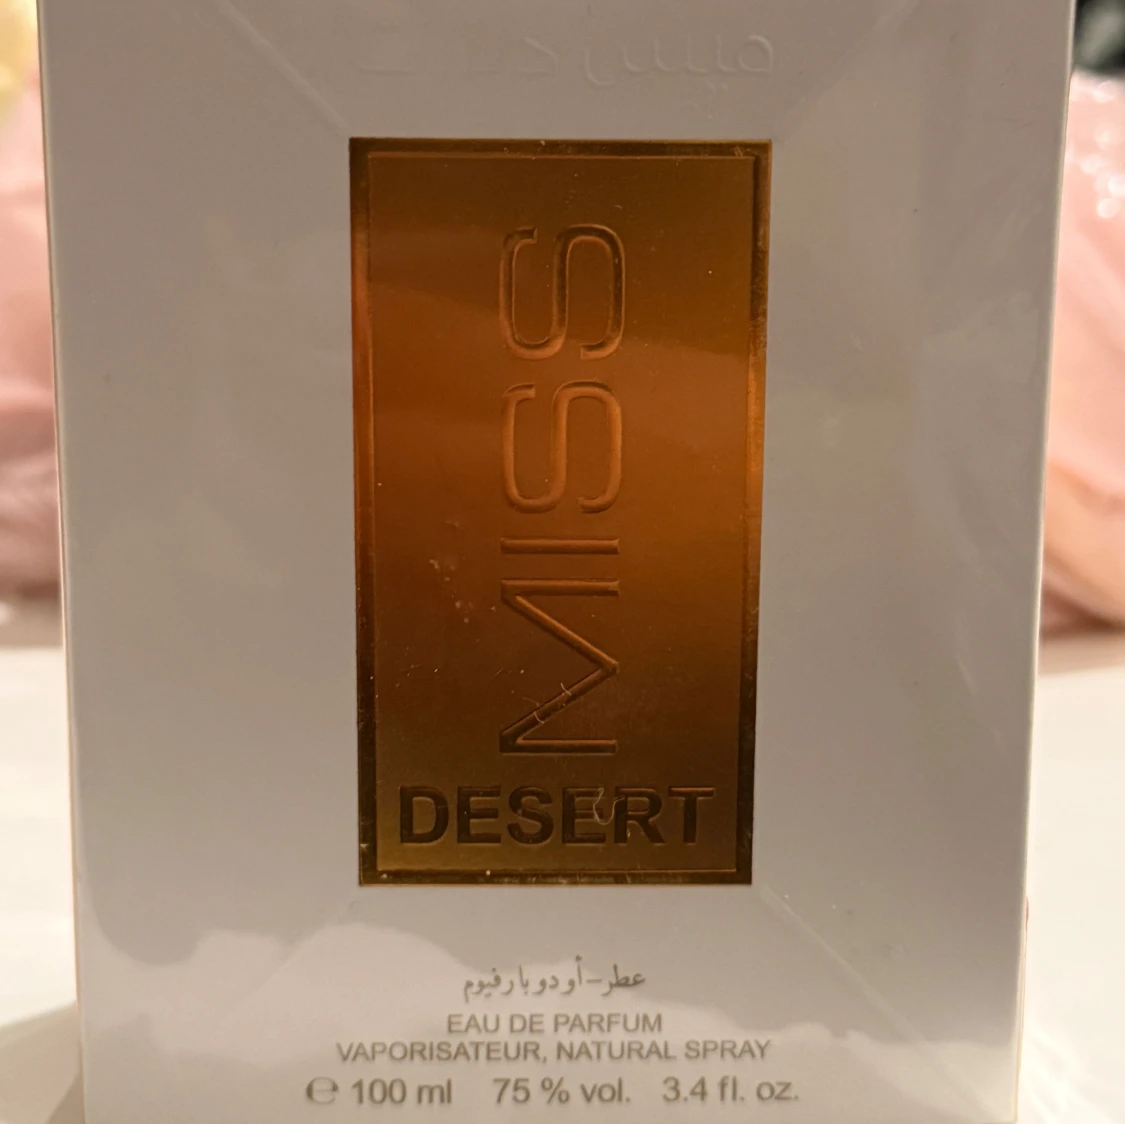 ميس
MISS
DESERT
عطر-أو دو بارفيوم
EAU DE PARFUM
VAPORISATEUR, NATURAL SPRAY
℮ 100 ml 75 % vol. 3.4 fl. oz.